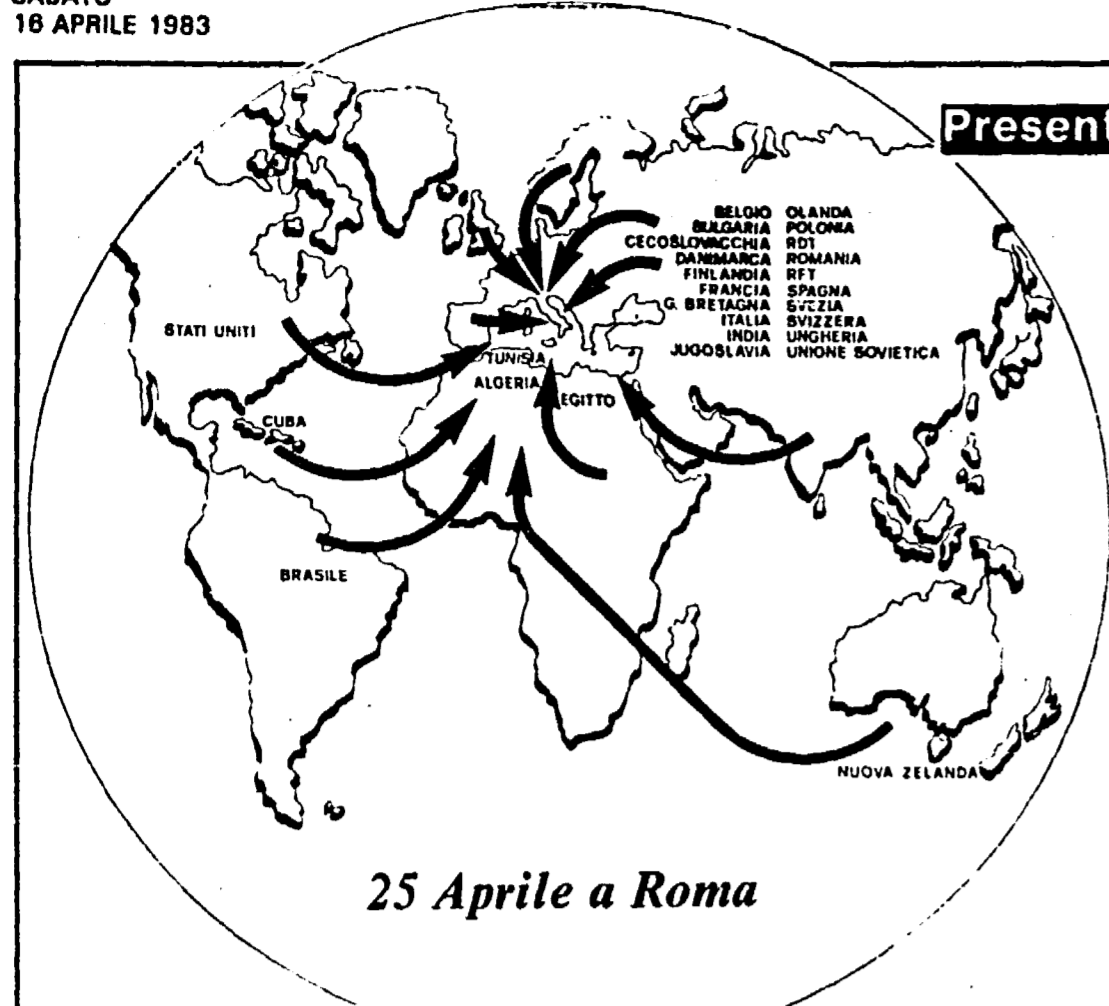 SABATO
16 APRILE 1983
Present
BELGIO OLANDA
BULGARIA POLONIA
CECOSLOVACCHIA RDT
DANIMARCA ROMANIA
FINLANDIA RFT
FRANCIA SPAGNA
G. BRETAGNA SVEZIA
ITALIA SVIZZERA
INDIA UNGHERIA
JUGOSLAVIA UNIONE SOVIETICA
STATI UNITI
TUNISIA
ALGERIA
EGITTO
CUBA
BRASILE
NUOVA ZELANDA
25 Aprile a Roma